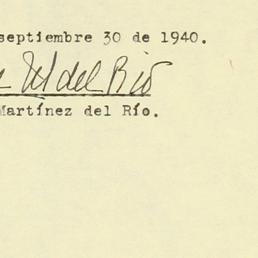 septiembre 30 de 1940.
M del Río
Martínez del Río.